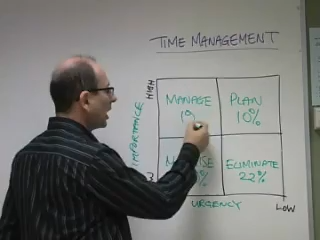 TIME MANAGEMENT
HIGH
MANAGE
PLAN
10%
IMPORTANCE
ELIMINATE
22%
URGENCY
LOW